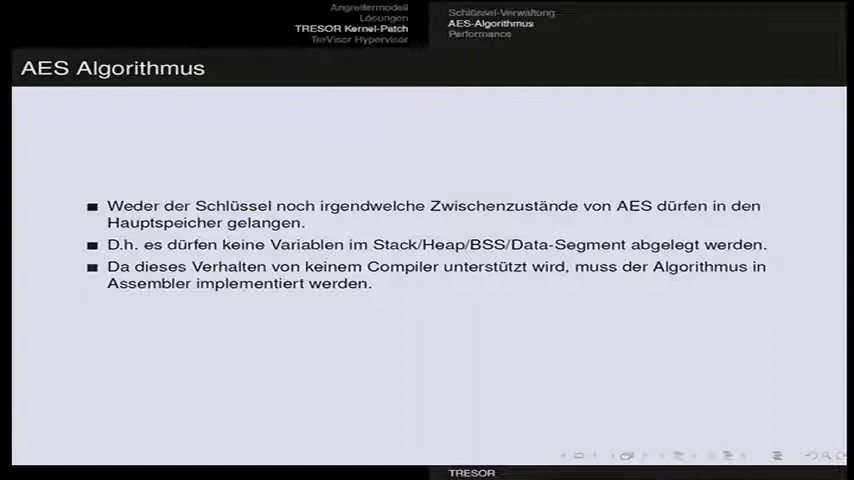 Angreifermodell
Lösungen
TRESOR Kernel-Patch
TreVisor Hypervisor
Schlüssel-Verwaltung
AES-Algorithmus
Performance
AES Algorithmus
Weder der Schlüssel noch irgendwelche Zwischenzustände von AES dürfen in den
Hauptspeicher gelangen.
D.h. es dürfen keine Variablen im Stack/Heap/BSS/Data-Segment abgelegt werden.
Da dieses Verhalten von keinem Compiler unterstützt wird, muss der Algorithmus in
Assembler implementiert werden.
TRESOR